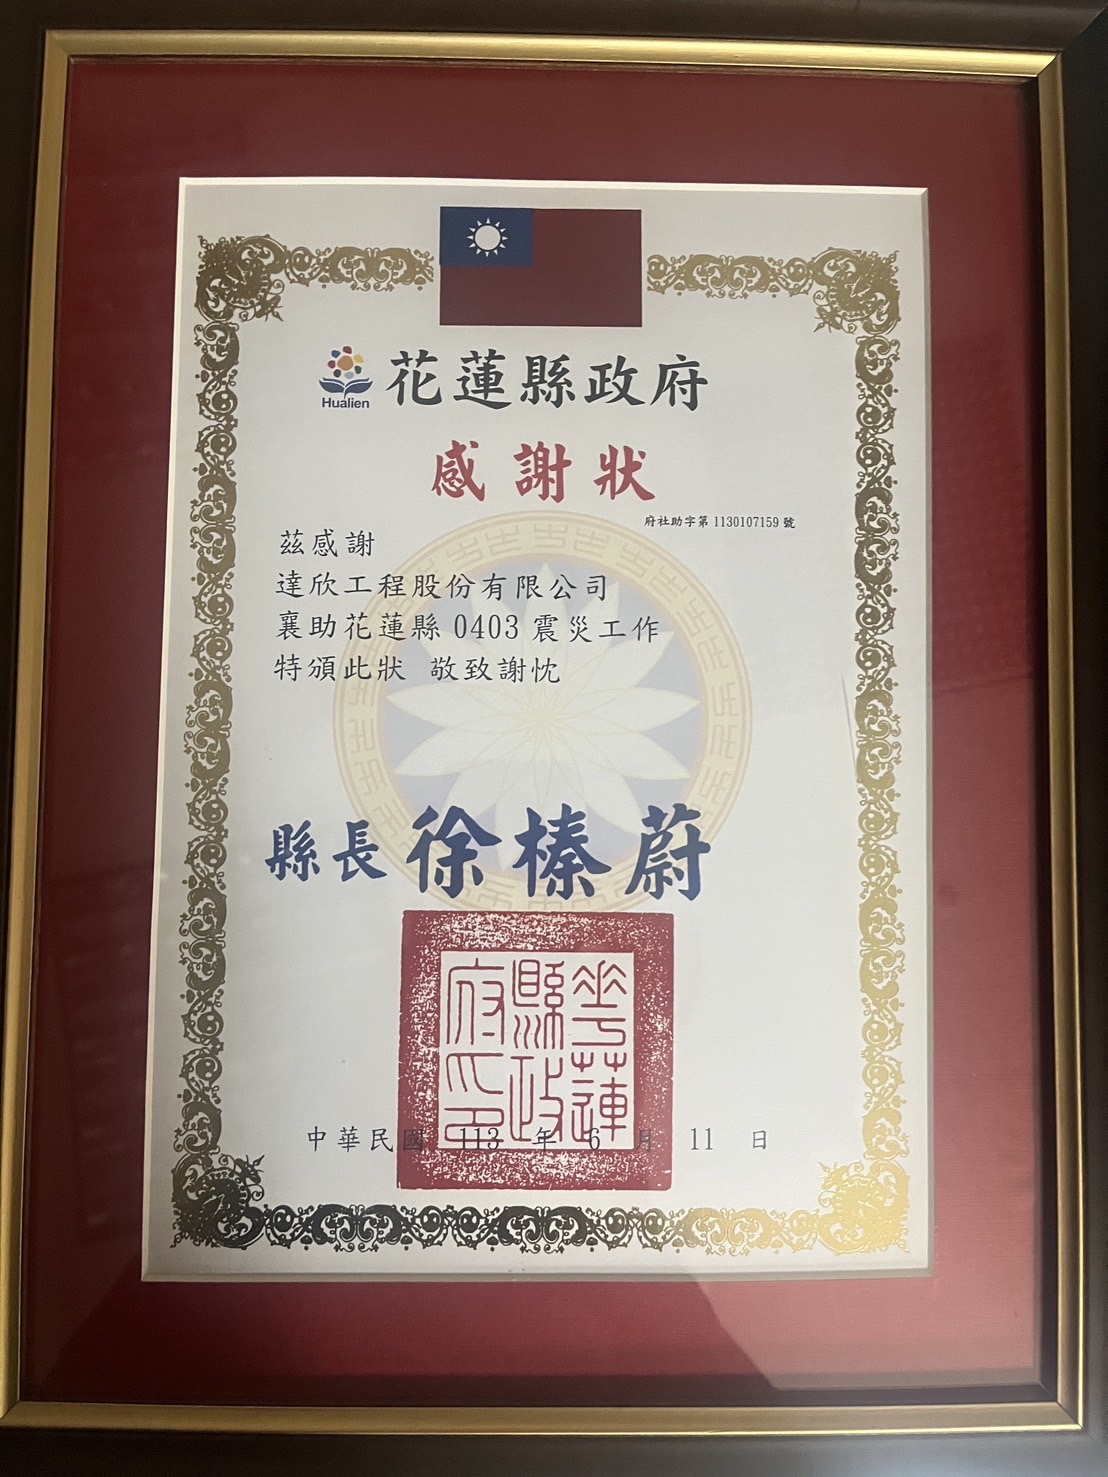 Hualien
花蓮縣政府
感謝狀
府社助字第1130107159號
茲感謝
達欣工程股份有限公司
襄助花蓮縣0403震災工作
特頒此狀 敬致謝忱
縣長徐榛蔚
花蓮縣政府印
中華民國 113 年 6 月 11 日